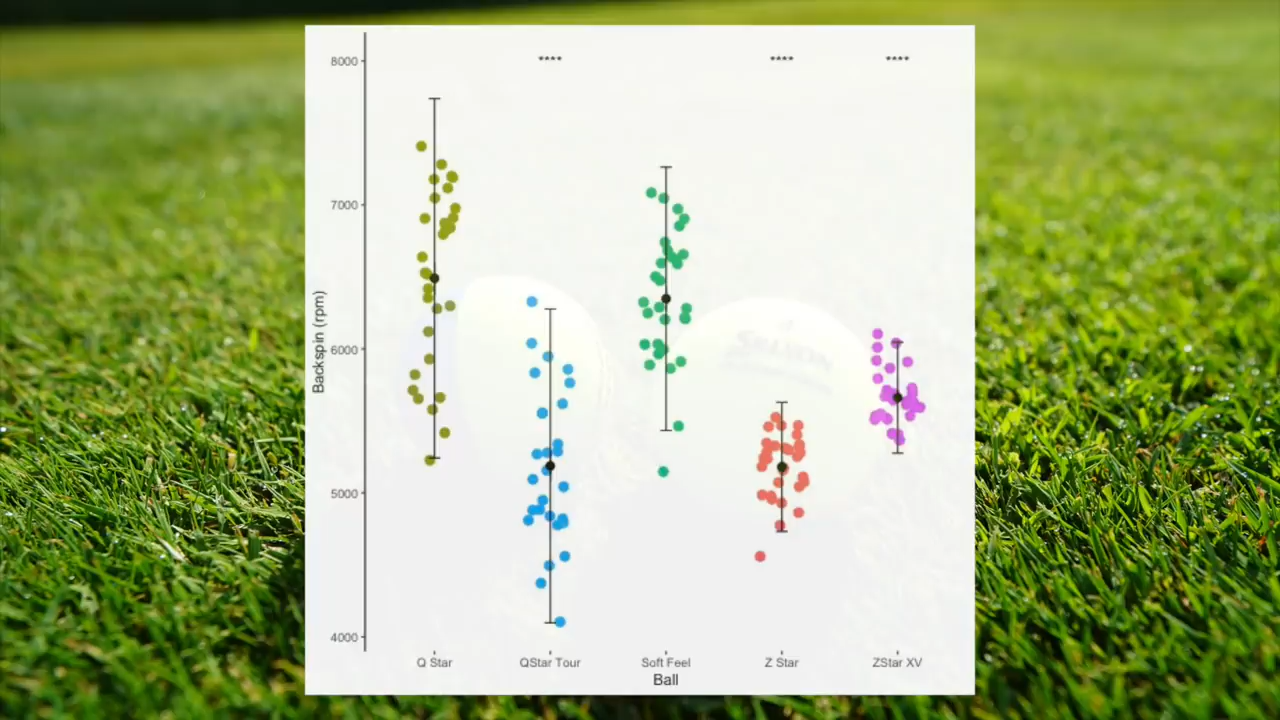 **** **** ****
8000
7000
6000
5000
4000
Backspin (rpm)
Q Star QStar Tour Soft Feel Z Star ZStar XV
Ball